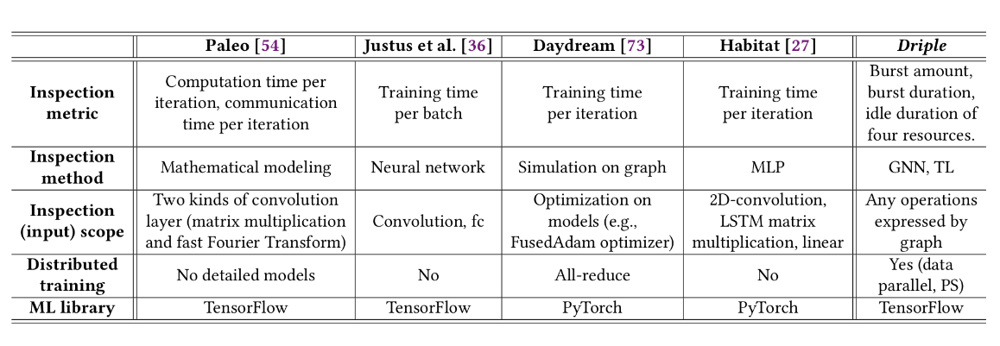 Paleo [54] Justus et al. [36] Daydream [73] Habitat [27] Driple
Inspection metric
Computation time per
iteration, communication
time per iteration
Training time
per batch
Training time
per iteration
Training time
per iteration
Burst amount,
burst duration,
idle duration of
four resources.
Inspection
method
Mathematical modeling
Neural network
Simulation on graph
MLP
GNN, TL
Inspection
(input) scope
Two kinds of convolution
layer (matrix multiplication
and fast Fourier Transform)
Convolution, fc
Optimization on
models (e.g.,
FusedAdam optimizer)
2D-convolution,
LSTM matrix
multiplication, linear
Any operations
expressed by
graph
Distributed
training
No detailed models
No
All-reduce
No
Yes (data
parallel, PS)
ML library
TensorFlow
TensorFlow
PyTorch
PyTorch
TensorFlow